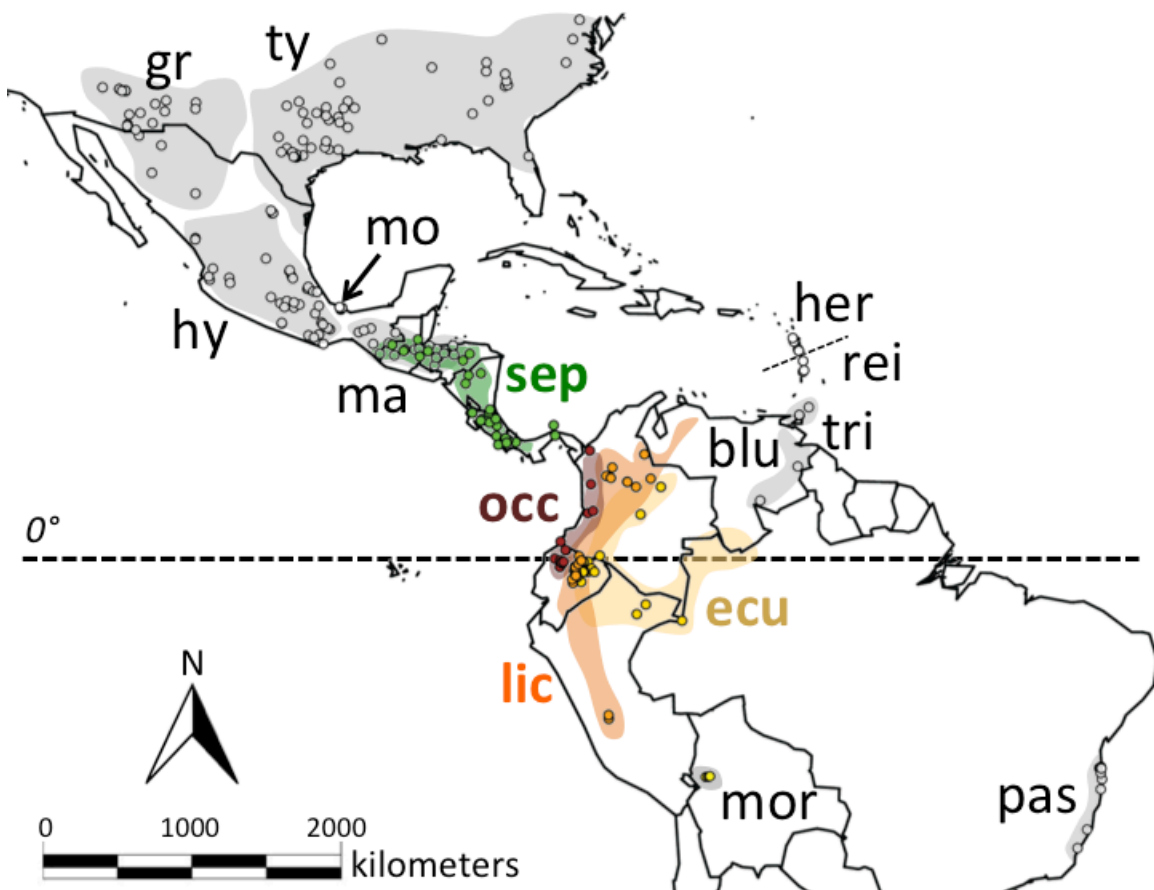 ty
gr
mo
her
hy
rei
sep
ma
tri
blu
occ
0°
ecu
lic
N
mor
pas
0 1000 2000
kilometers